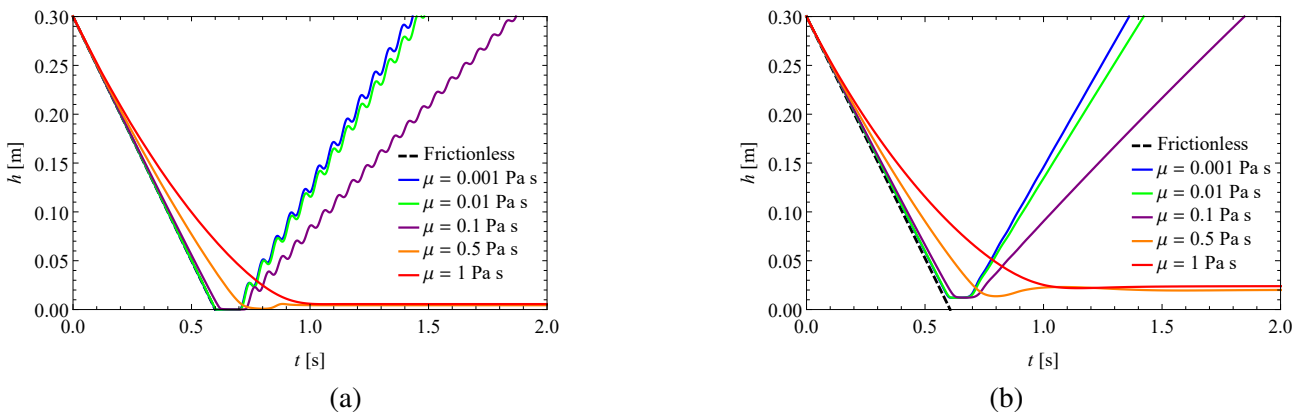 0.30
0.25
0.20
0.15
0.10
0.05
0.00
h [m]
0.0 0.5 1.0 1.5 2.0
t [s]
Frictionless
μ = 0.001 Pa s
μ = 0.01 Pa s
μ = 0.1 Pa s
μ = 0.5 Pa s
μ = 1 Pa s
(a)
0.30
0.25
0.20
0.15
0.10
0.05
0.00
h [m]
0.0 0.5 1.0 1.5 2.0
t [s]
Frictionless
μ = 0.001 Pa s
μ = 0.01 Pa s
μ = 0.1 Pa s
μ = 0.5 Pa s
μ = 1 Pa s
(b)